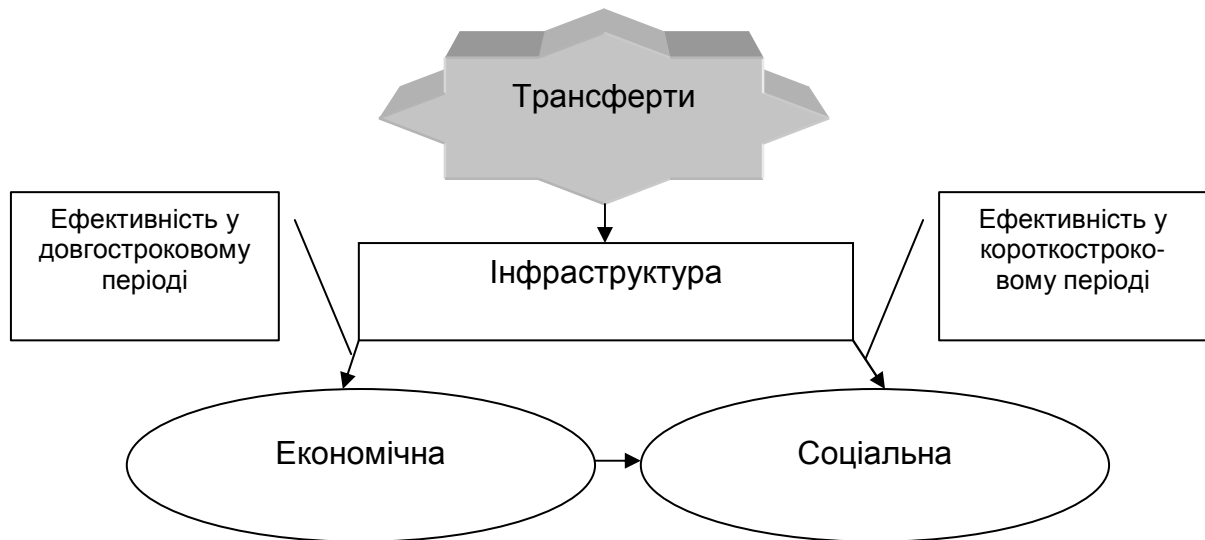 Трансферти
Ефективність у
довгостроковому
періоді
Інфраструктура
Ефективність у
короткостроко-
вому періоді
Економічна
Соціальна